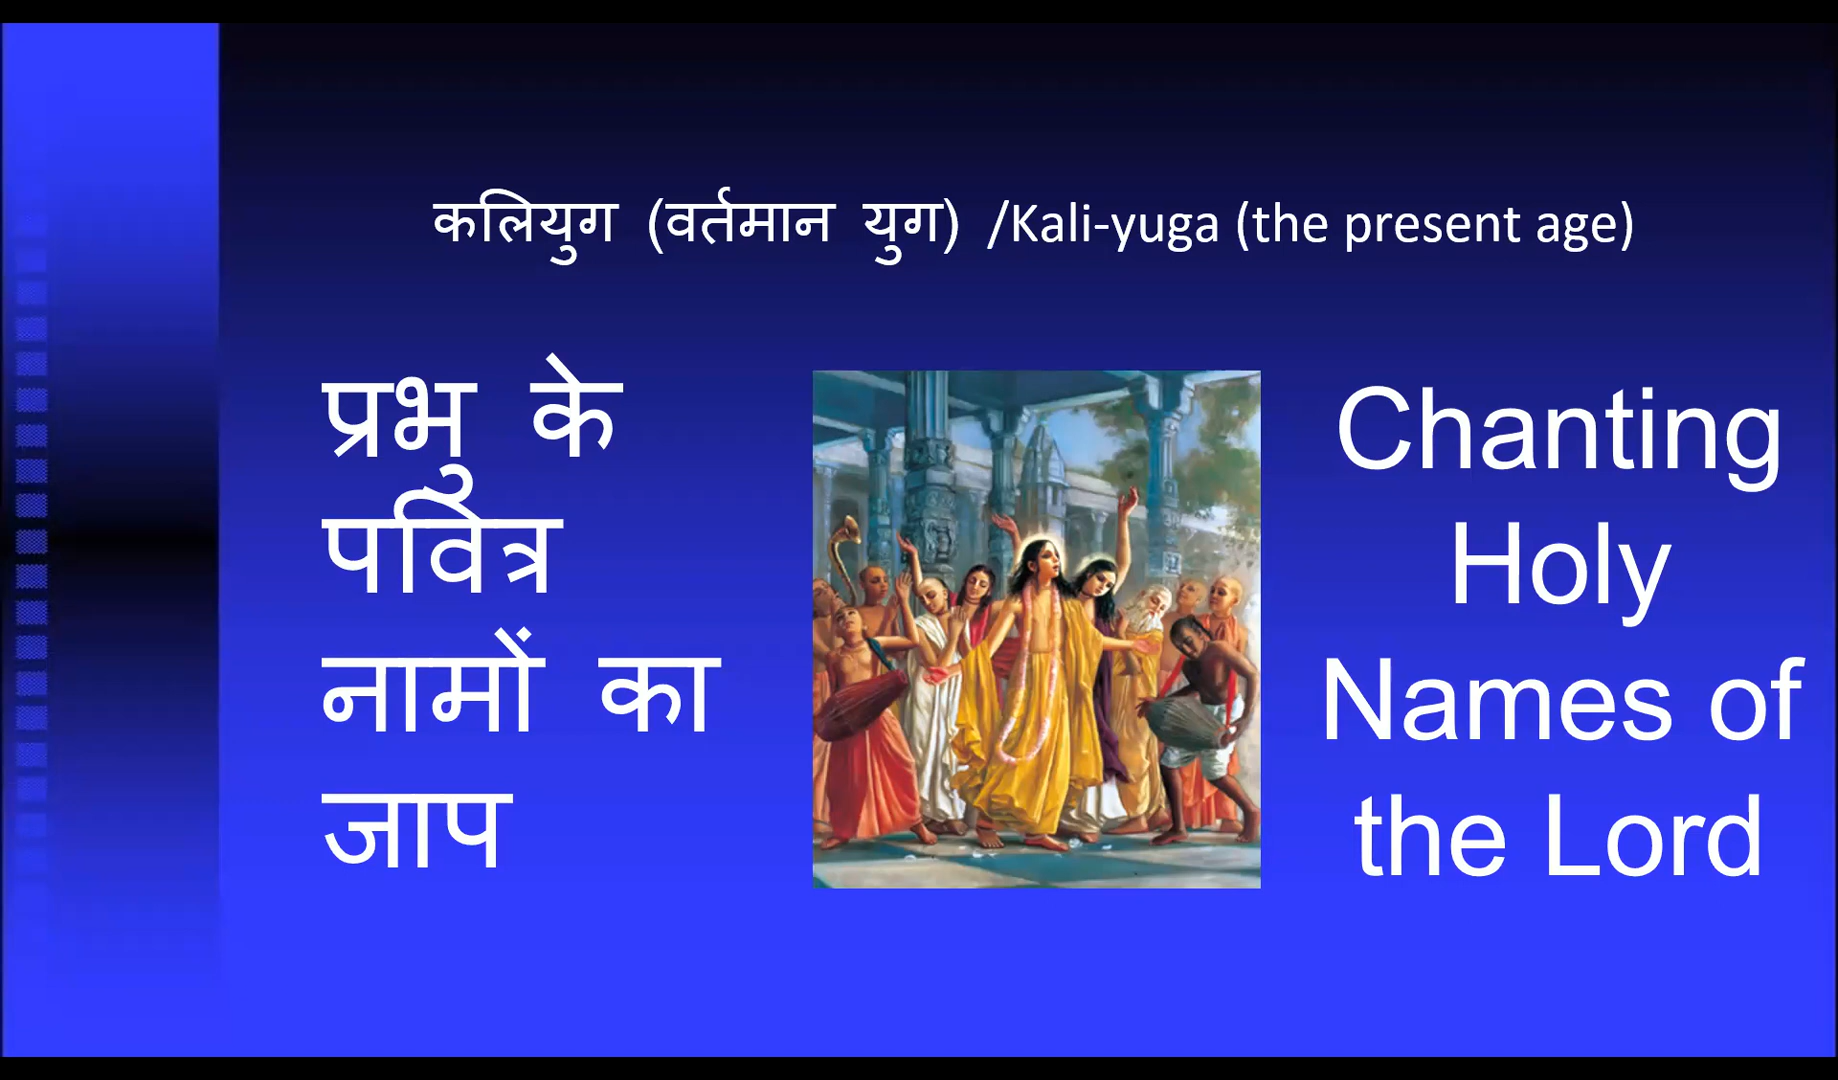 कलियुग (वर्तमान युग) /Kali-yuga (the present age)
प्रभु के
पवित्र
नामों का
जाप
Chanting
Holy
Names of
the Lord